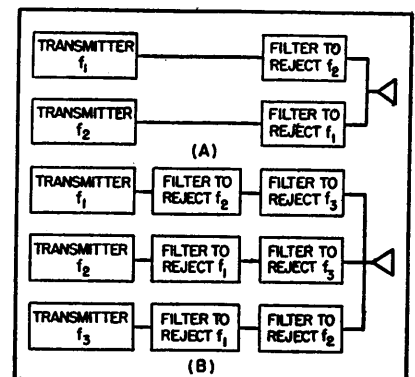 TRANSMITTER
f₁
FILTER TO
REJECT f₂
TRANSMITTER
f₂
FILTER TO
REJECT f₁
(A)
TRANSMITTER
f₁
FILTER TO
REJECT f₂
FILTER TO
REJECT f₃
TRANSMITTER
f₂
FILTER TO
REJECT f₁
FILTER TO
REJECT f₃
TRANSMITTER
f₃
FILTER TO
REJECT f₁
FILTER TO
REJECT f₂
(B)